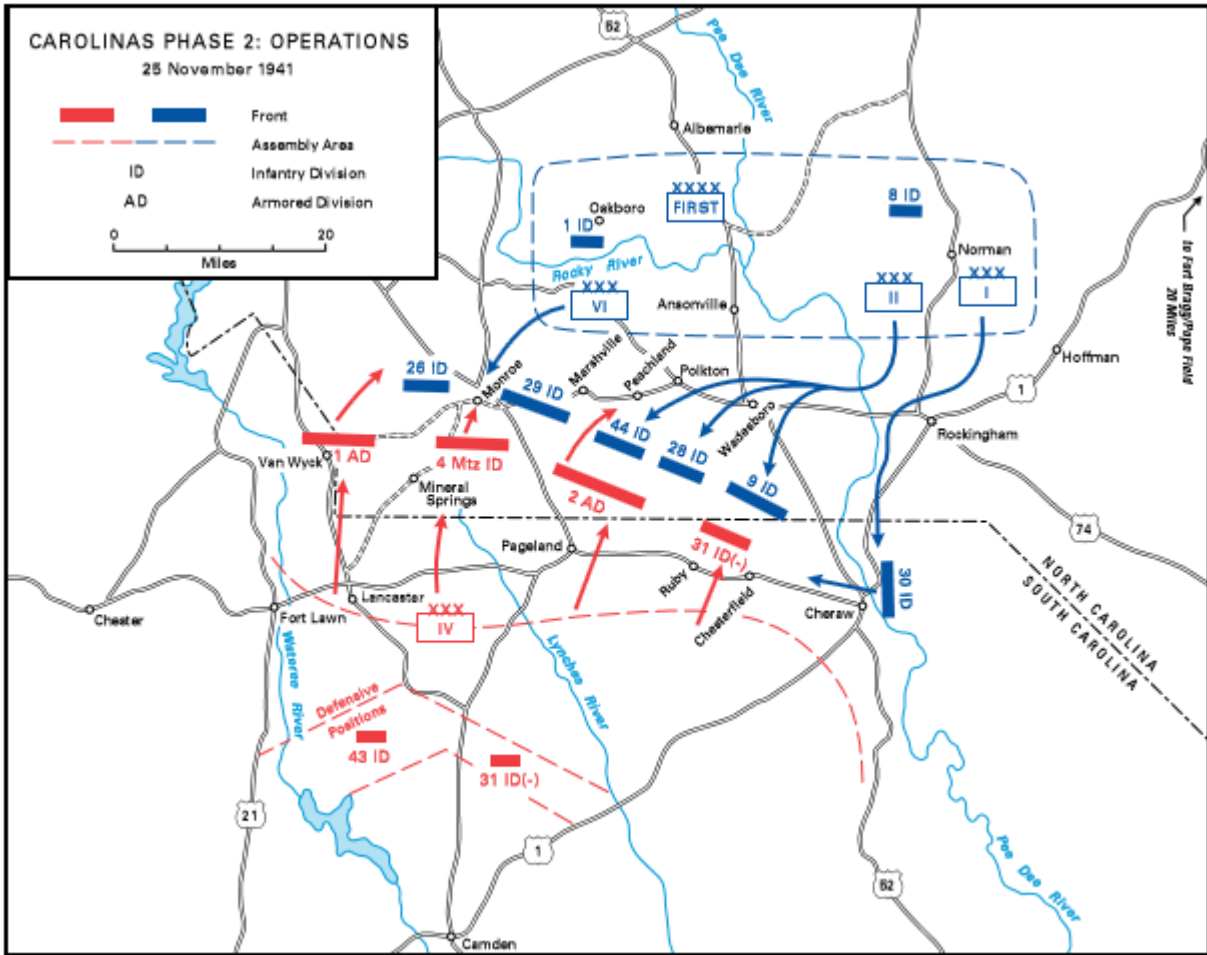 CAROLINAS PHASE 2: OPERATIONS
25 November 1941
Front
Assembly Area
ID Infantry Division
AD Armored Division
0 20
Miles
52
Pee Dee River
Albemarle
XXXX
FIRST
Oakboro
1 ID
8 ID
Norman
Rocky River
XXX
VI
Ansonville
XXX
II
XXX
I
to Fort Bragg/Pope Field
20 Miles
Hoffman
1
Marshville
Peachland
Polkton
26 ID
Monroe
29 ID
Wadesboro
Rockingham
44 ID
28 ID
9 ID
1 AD
Van Wyck
4 Mtz ID
Mineral
Springs
2 AD
74
31 ID(-)
Pageland
Ruby
Chesterfield
Cheraw
30 ID
NORTH CAROLINA
SOUTH CAROLINA
Chester
Fort Lawn
Lancaster
XXX
IV
Wateree River
Lynches River
Defensive
Positions
43 ID
31 ID(-)
21
1
52
Pee Dee River
Camden